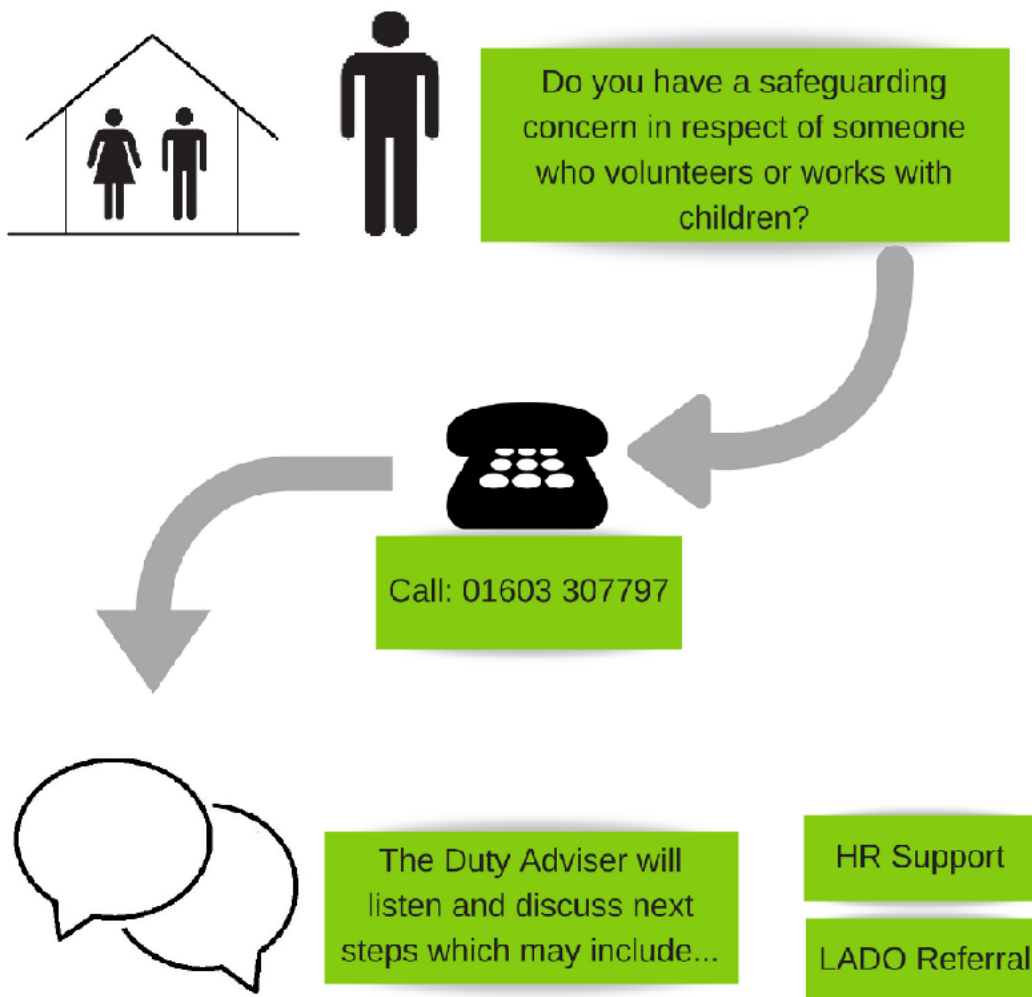 Do you have a safeguarding
concern in respect of someone
who volunteers or works with
children?
Call: 01603 307797
The Duty Adviser will
listen and discuss next
steps which may include...
HR Support
LADO Referral